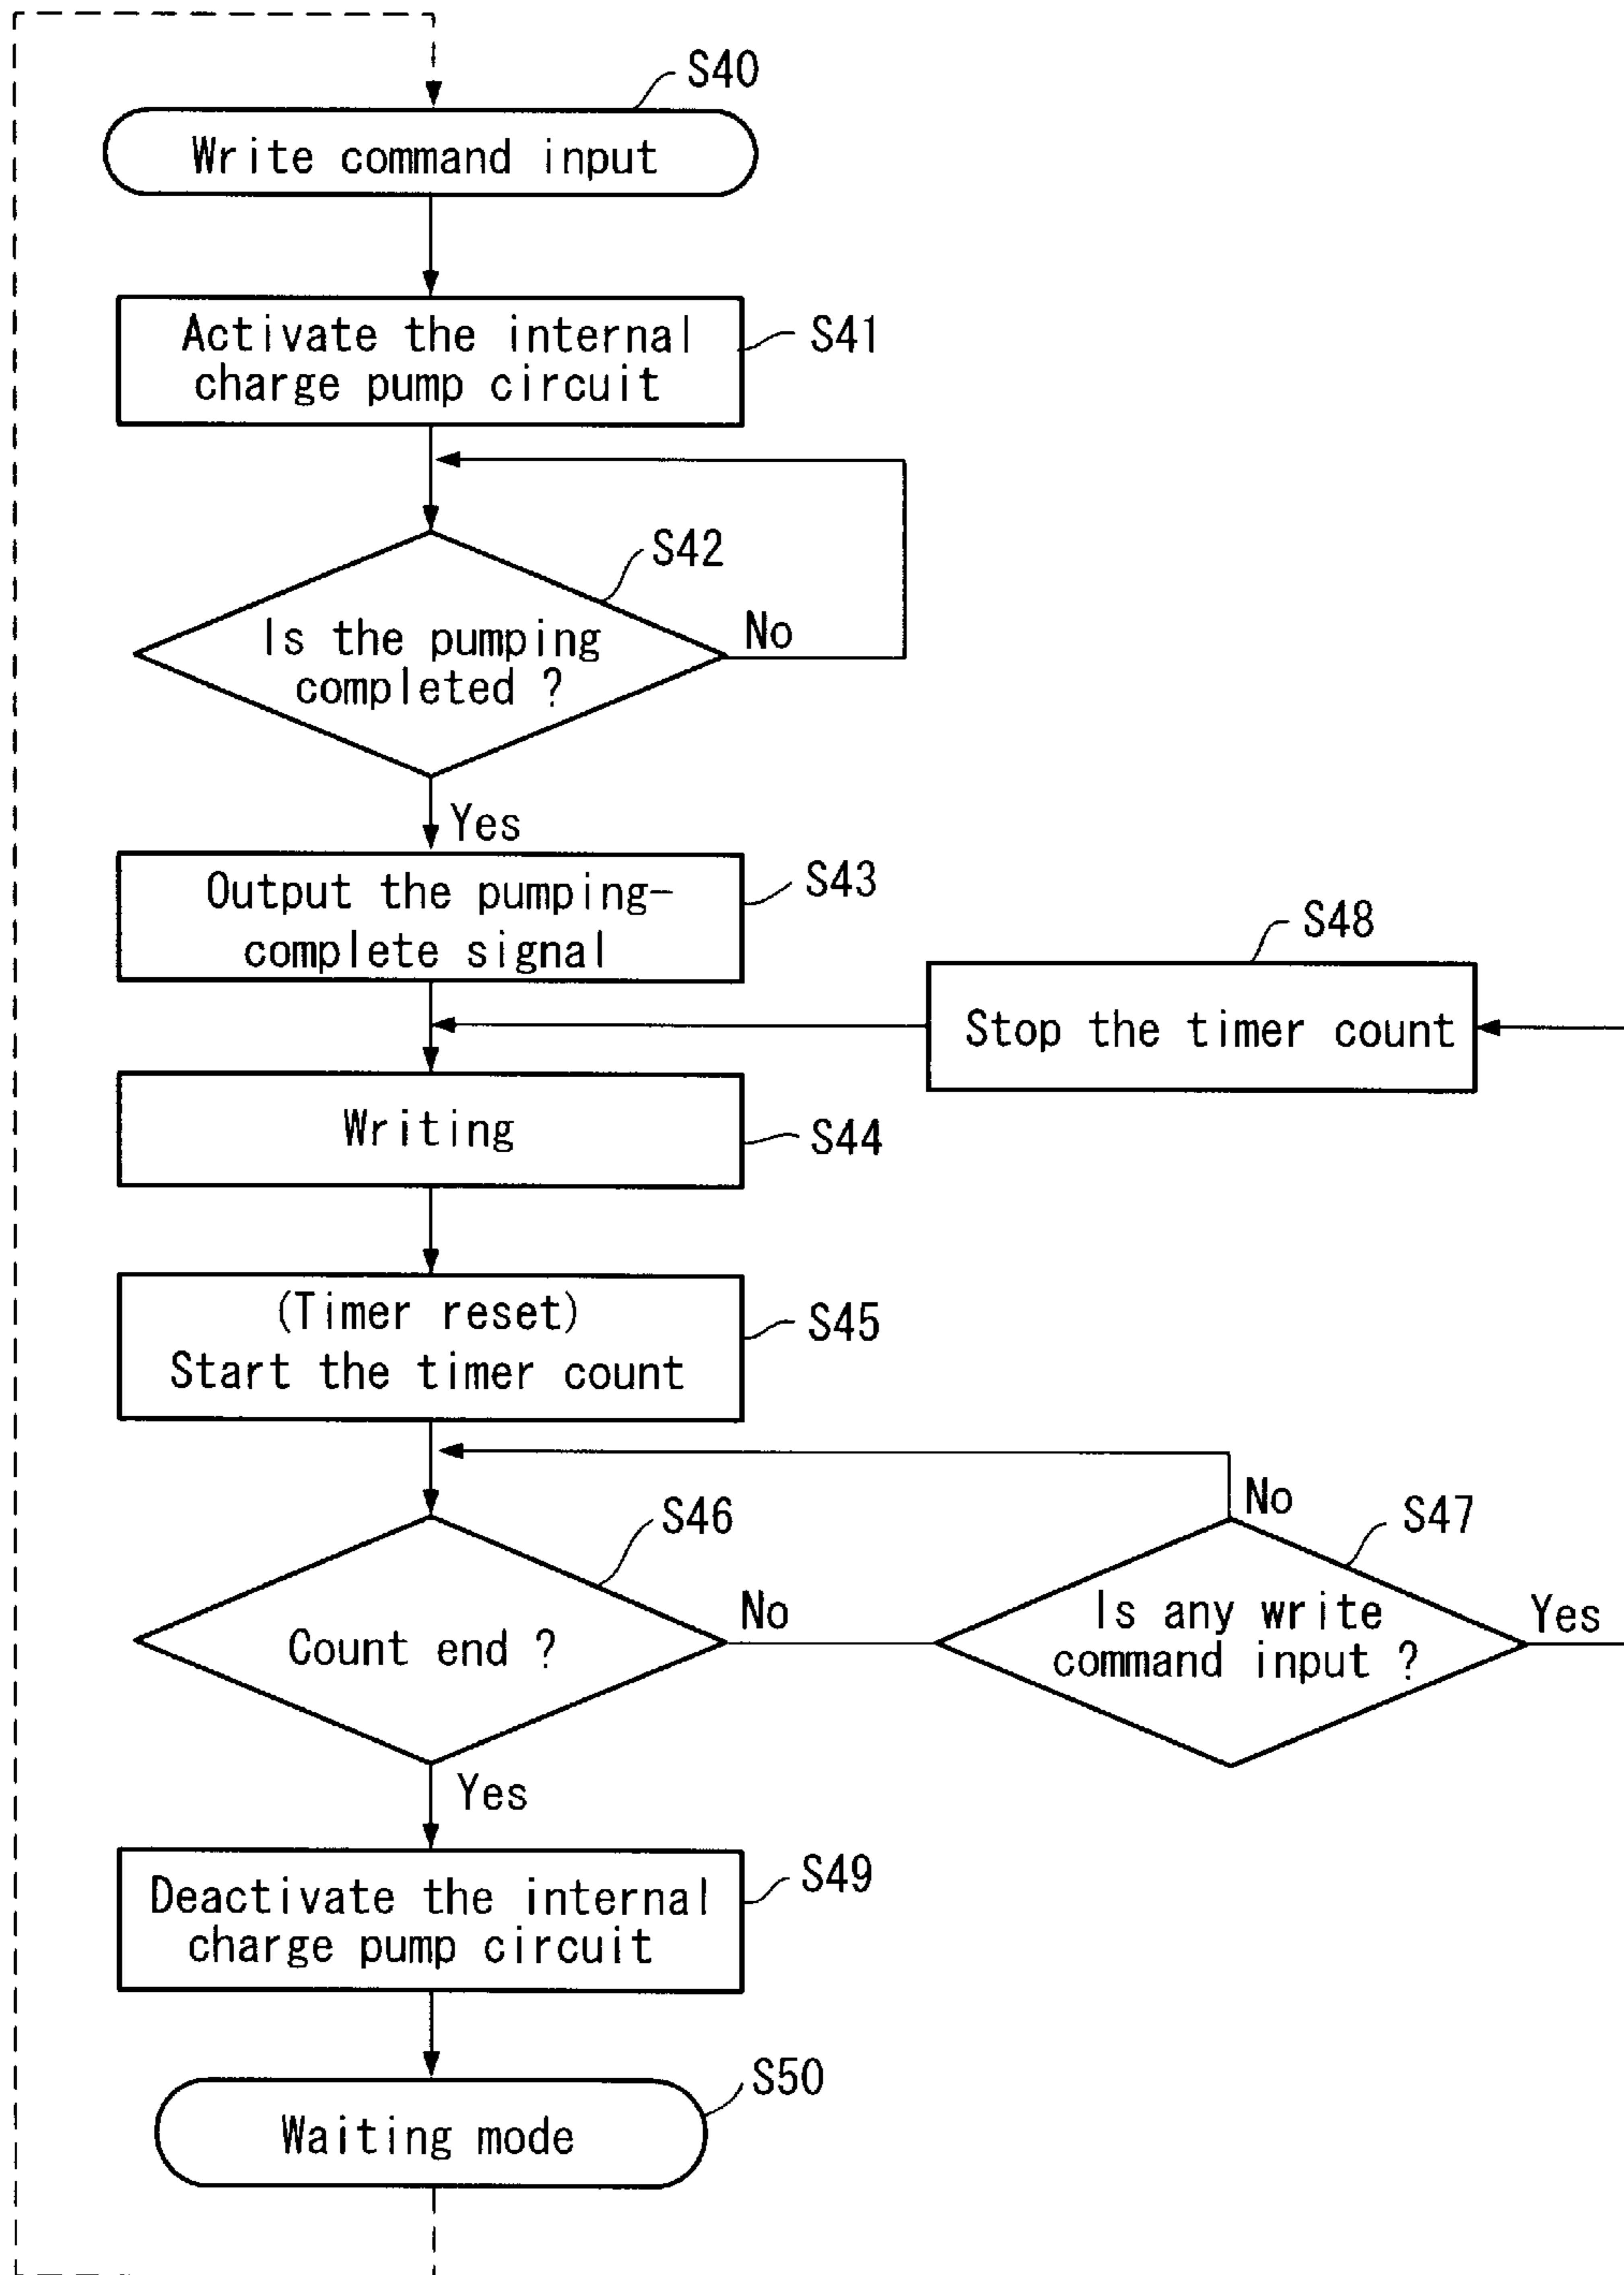 S40
Write command input
Activate the internal
charge pump circuit
S41
S42
Is the pumping
completed ?
No
Yes
Output the pumping-
complete signal
S43
S48
Stop the timer count
Writing
S44
(Timer reset)
Start the timer count
S45
S46
Count end ?
No
No
S47
Is any write
command input ?
Yes
Yes
Deactivate the internal
charge pump circuit
S49
S50
Waiting mode